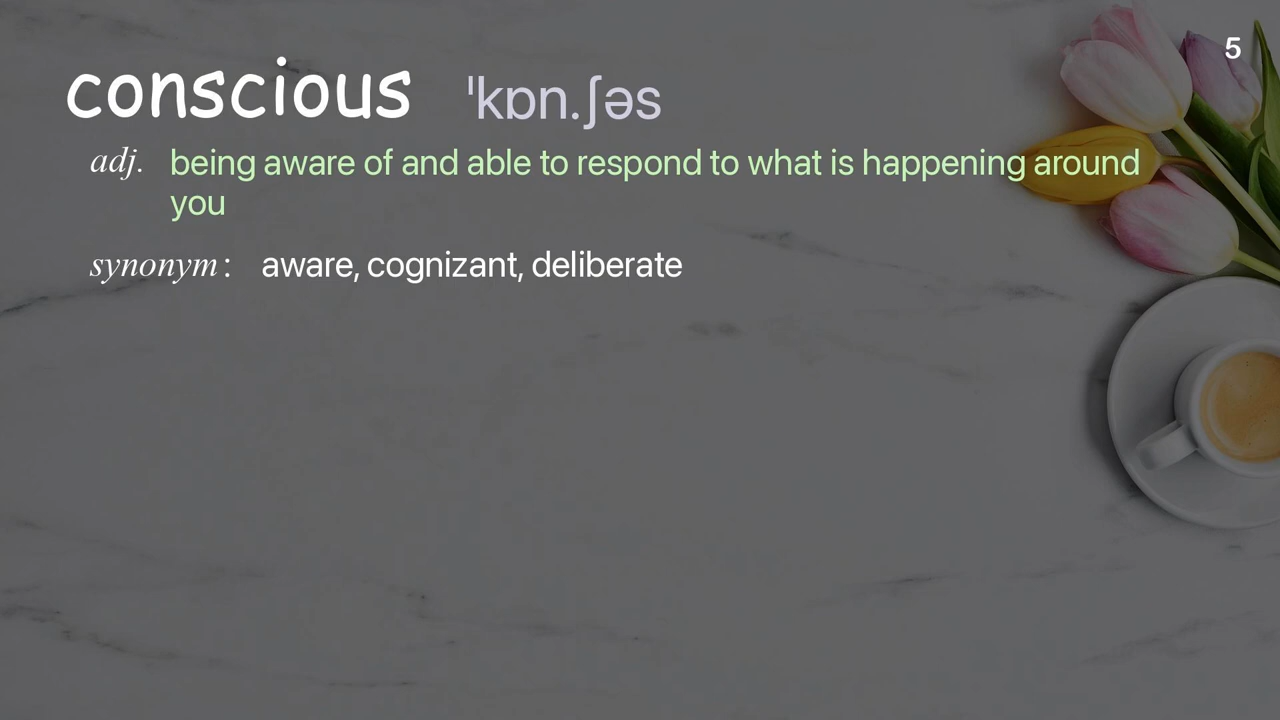 5
conscious ˈkɒn.ʃəs
adj. being aware of and able to respond to what is happening around
you
synonym : aware, cognizant, deliberate